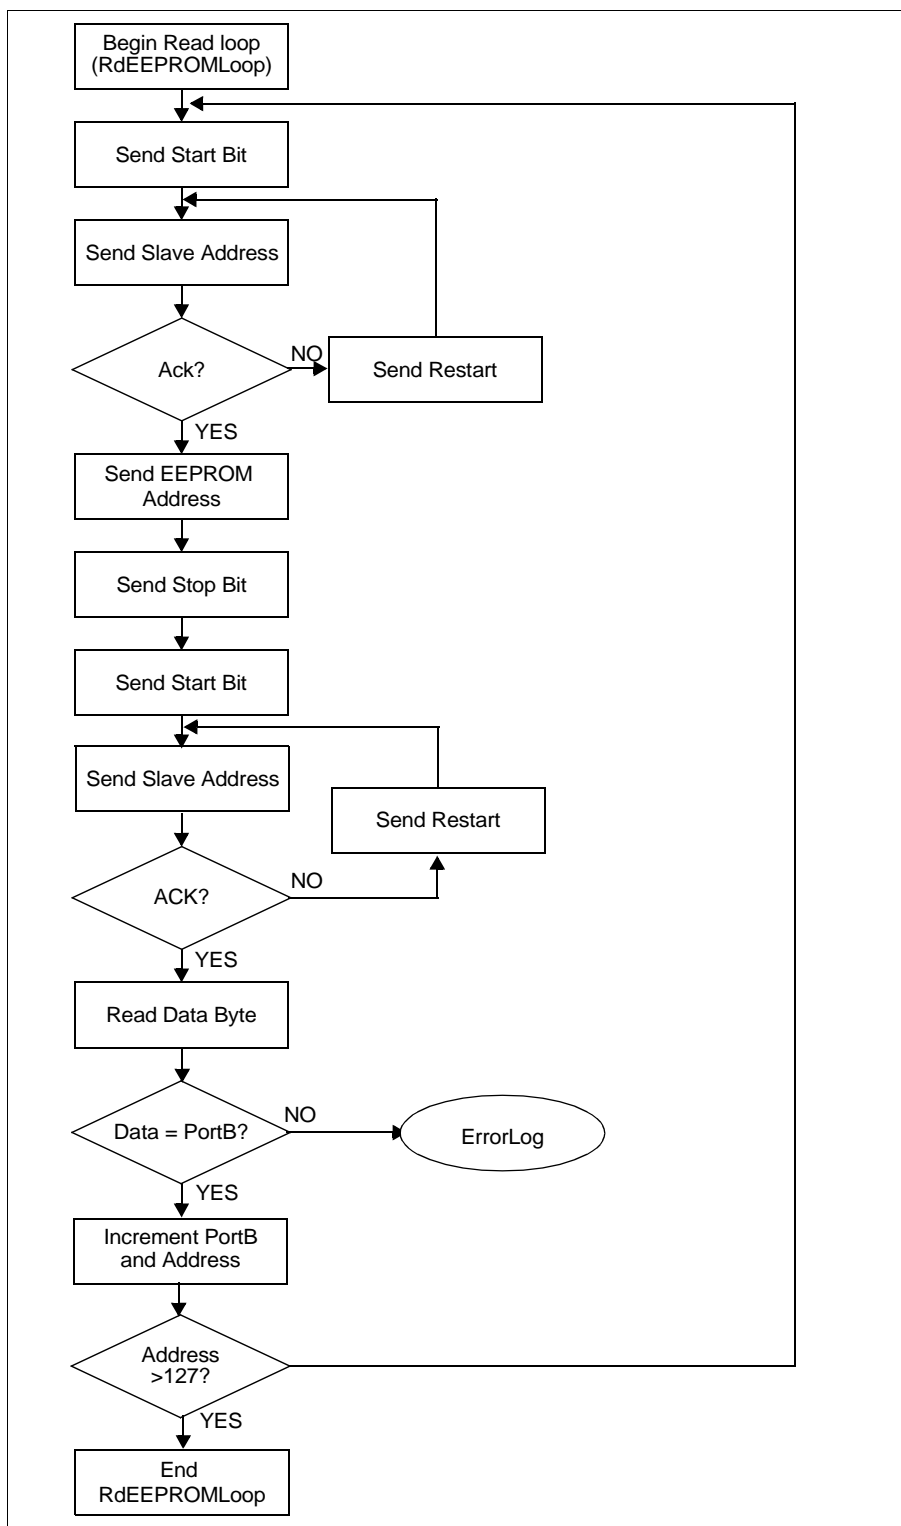 Begin Read loop
(RdEEPROMLoop)
Send Start Bit
Send Slave Address
Ack?
NO
Send Restart
YES
Send EEPROM
Address
Send Stop Bit
Send Start Bit
Send Slave Address
Send Restart
ACK?
NO
YES
Read Data Byte
Data = PortB?
NO
ErrorLog
YES
Increment PortB
and Address
Address
>127?
YES
End
RdEEPROMLoop